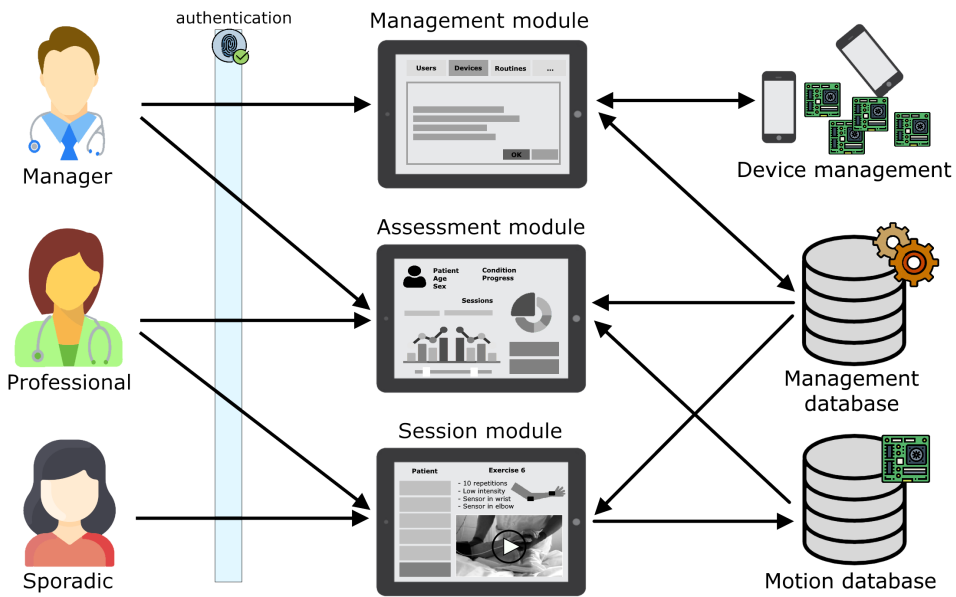 authentication
Management module
Users Devices Routines ...
OK
Manager
Device management
Assessment module
Patient
Age
Sex
Condition
Progress
Sessions
Professional
Management
database
Session module
Patient
Exercise 6
- 10 repetitions
- Low intensity
- Sensor in wrist
- Sensor in elbow
Sporadic
Motion database